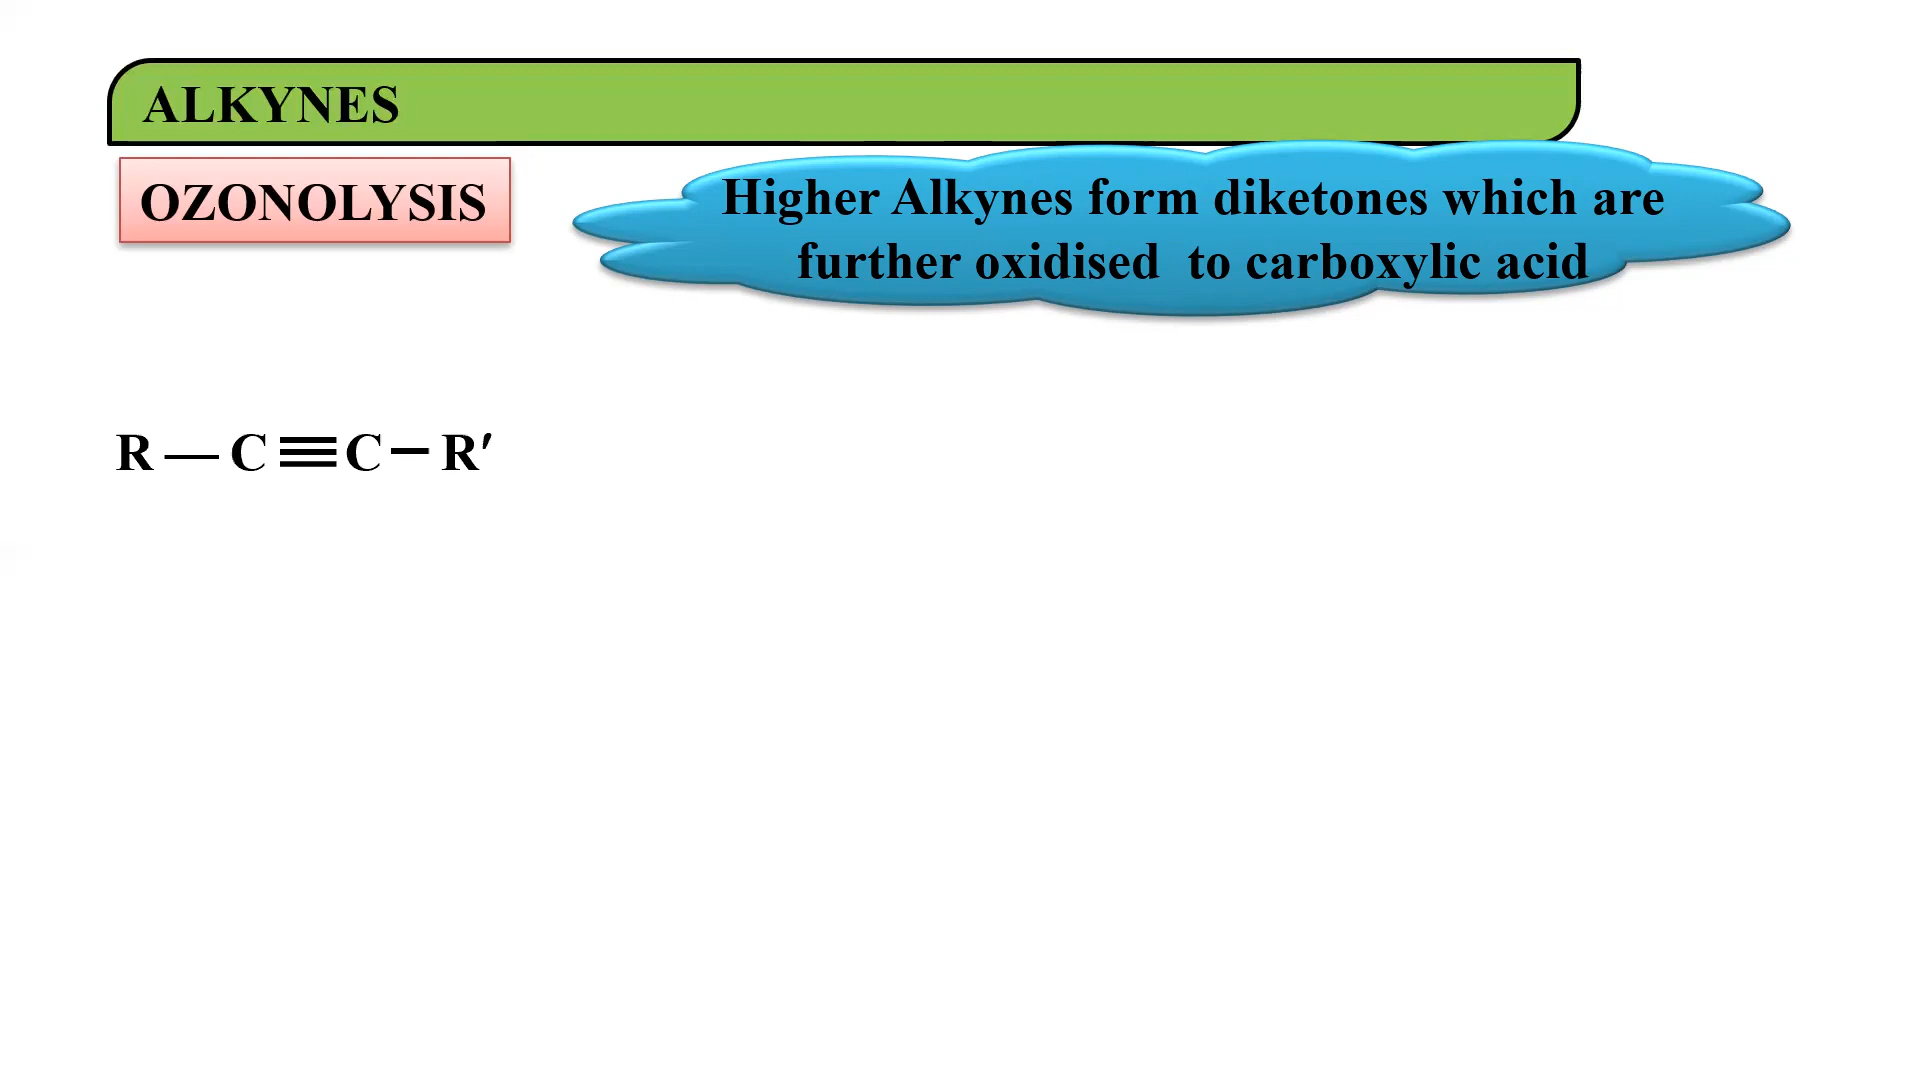 ALKYNES
OZONOLYSIS
Higher Alkynes form diketones which are
further oxidised to carboxylic acid
R — C ≡ C − R′